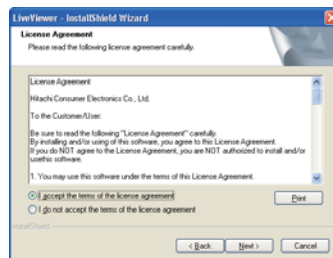 LiveViewer - InstallShield Wizard
License Agreement
Please read the following license agreement carefully.
License Agreement
Hitachi Consumer Electronics Co., Ltd.
To the Customer/User:
Be sure to read the following "License Agreement" carefully.
By installing and/or using of this software, you agree to this License Agreement.
If you do NOT agree to the License Agreement, you are NOT authorized to install and/or
usethis software.
1. You may use this software under the terms of this License Agreement.
I accept the terms of the license agreement
I do not accept the terms of the license agreement
Print
InstallShield
< Back
Next >
Cancel